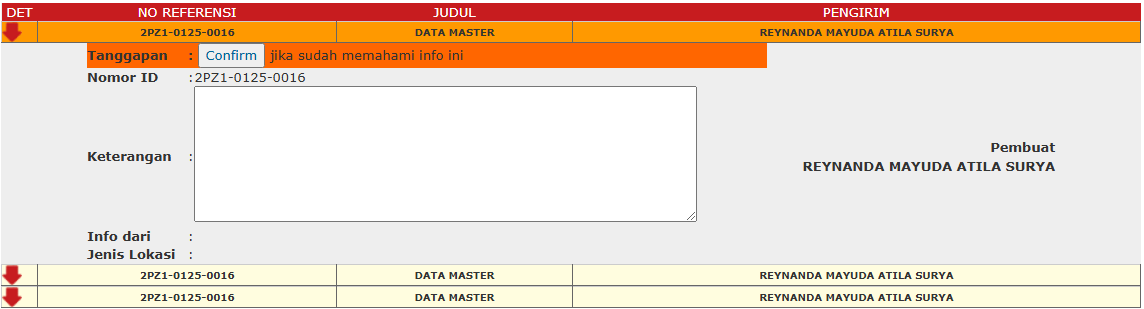 DET NO REFERENSI JUDUL PENGIRIM
2PZ1-0125-0016 DATA MASTER REYNANDA MAYUDA ATILA SURYA
Tanggapan : Confirm jika sudah memahami info ini
Nomor ID :2PZ1-0125-0016
Keterangan :
Pembuat
REYNANDA MAYUDA ATILA SURYA
Info dari :
Jenis Lokasi :
2PZ1-0125-0016 DATA MASTER REYNANDA MAYUDA ATILA SURYA
2PZ1-0125-0016 DATA MASTER REYNANDA MAYUDA ATILA SURYA